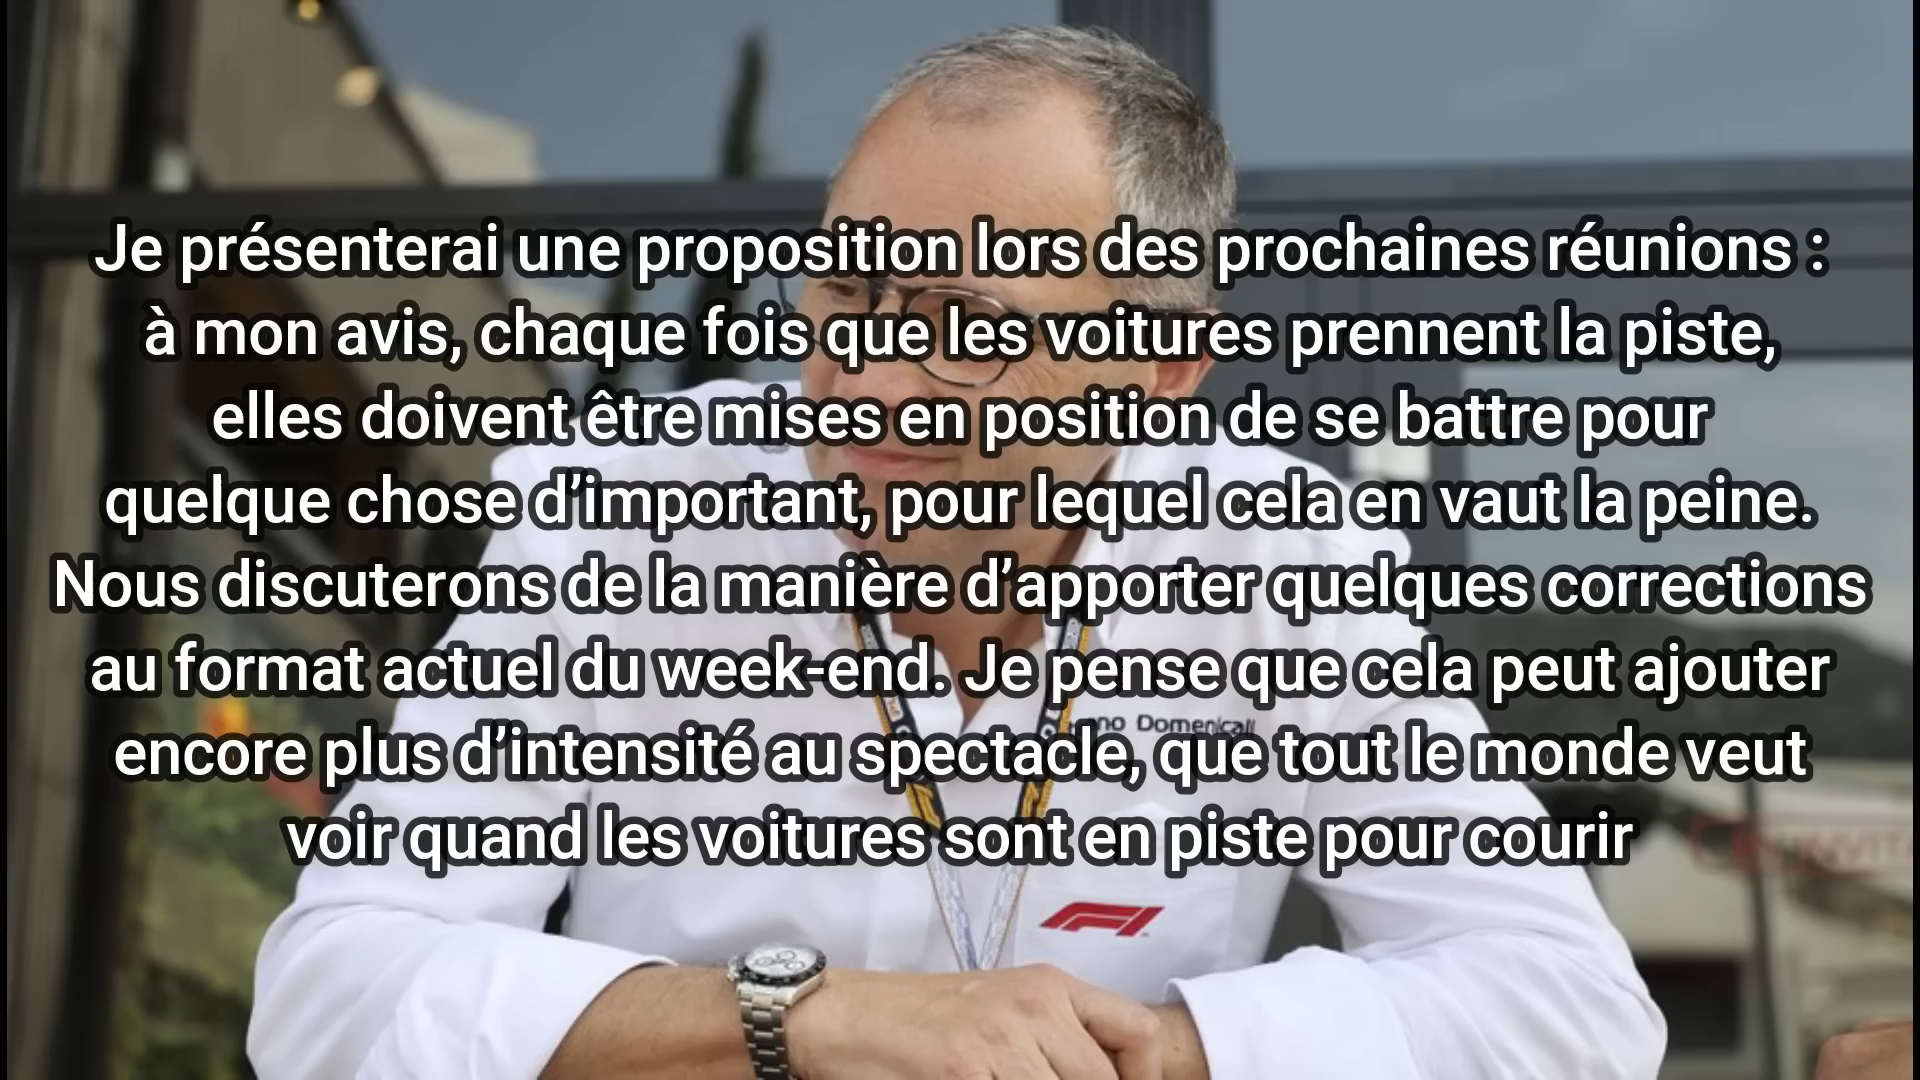 Je présenterai une proposition lors des prochaines réunions :
à mon avis, chaque fois que les voitures prennent la piste,
elles doivent être mises en position de se battre pour
quelque chose d’important, pour lequel cela en vaut la peine.
Nous discuterons de la manière d’apporter quelques corrections
au format actuel du week-end. Je pense que cela peut ajouter
encore plus d’intensité au spectacle, que tout le monde veut
voir quand les voitures sont en piste pour courir
Domenicali
F1